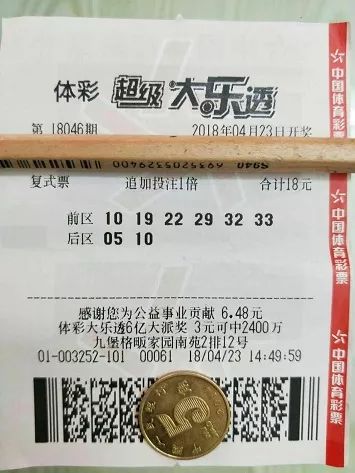 体彩 超级大乐透
第 18046期 2018年04月23日开奖
复式票 追加投注1倍 合计18元
前区 10 19 22 29 32 33
后区 05 10
感谢您为公益事业贡献 6.48元
体彩大乐透6亿大派奖 3元可中2400万
九堡格畈家园南苑2排12号
01-003252-101 00061 18/04/23 14:49:59
中国体育彩票
中国体育彩票
中国体育彩票
5